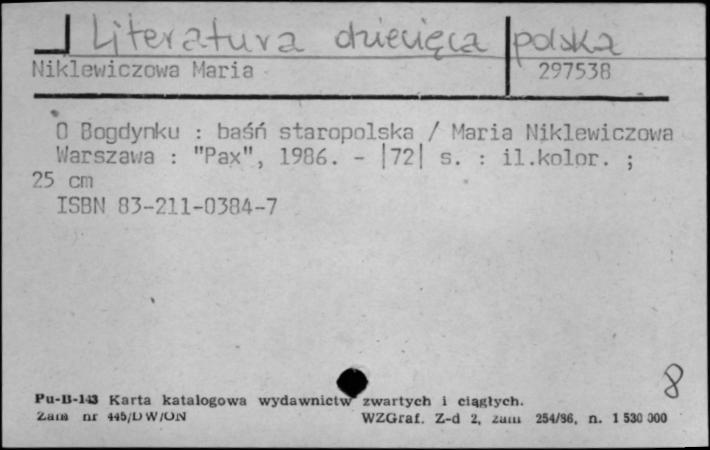 Literatura dziecięca polska
Niklewiczowa Maria 297538
O Bogdynku : baśń staropolska / Maria Niklewiczowa
Warszawa : "Pax", 1986. - |72| s. : il.kolor. ;
25 cm
ISBN 83-211-0384-7
8
Pu-B-143 Karta katalogowa wydawnictw zwartych i ciągłych.
Zam nr 445/DW/ON WZGraf. Z-d 2, zam 254/86, n. 1 530 000